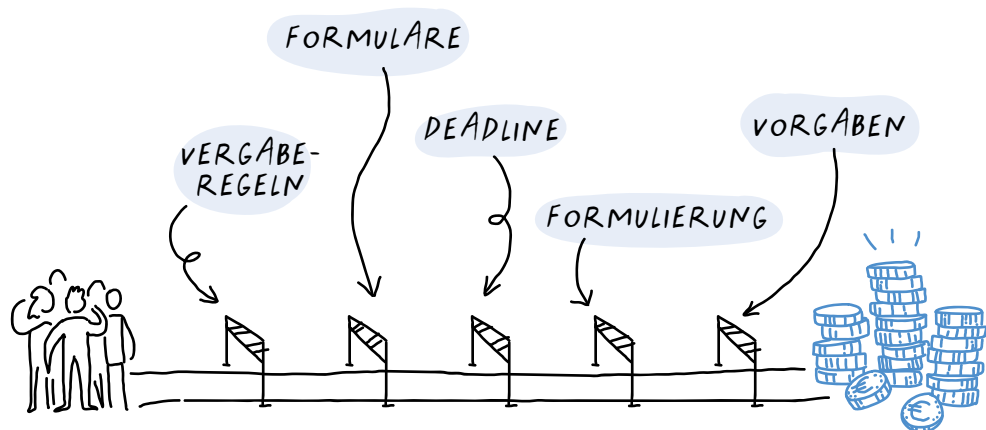 FORMULARE
VERGABE-
REGELN
DEADLINE
FORMULIERUNG
VORGABEN
€
€